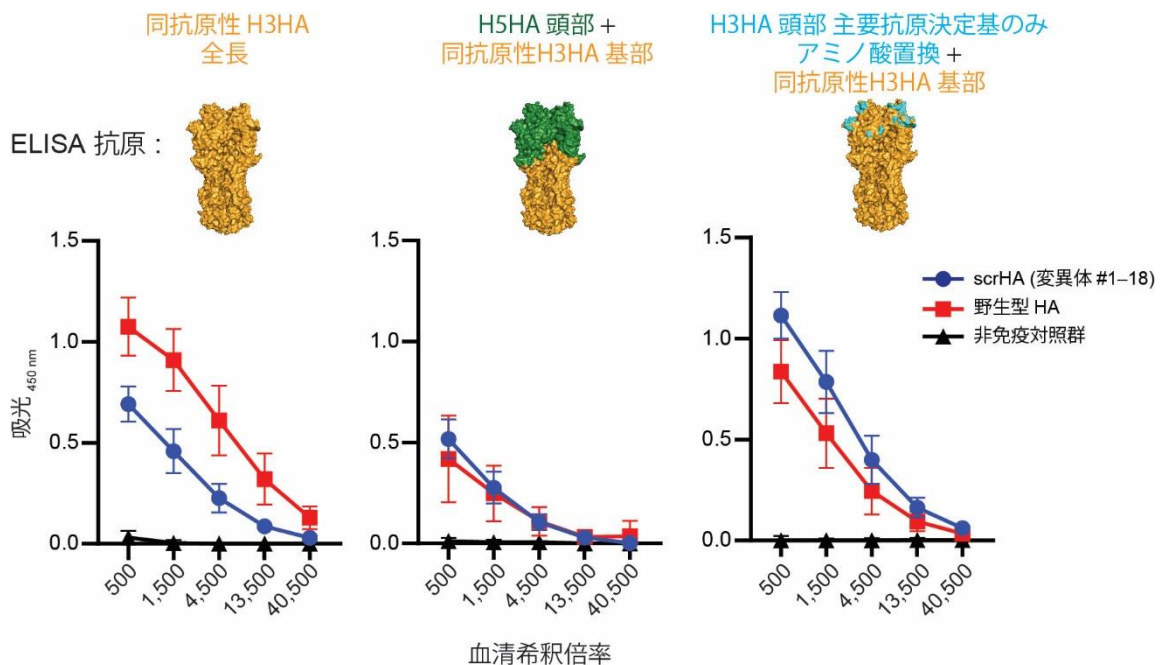 同抗原性 H3HA
全長
H5HA 頭部 +
同抗原性H3HA 基部
H3HA 頭部 主要抗原決定基のみ
アミノ酸置換 +
同抗原性H3HA 基部
ELISA 抗原 :
1.5
1.0
0.5
0.0
吸光 450 nm
500
1,500
4,500
13,500
40,500
1.5
1.0
0.5
0.0
500
1,500
4,500
13,500
40,500
1.5
1.0
0.5
0.0
500
1,500
4,500
13,500
40,500
scrHA (変異体 #1–18)
野生型 HA
非免疫対照群
血清希釈倍率